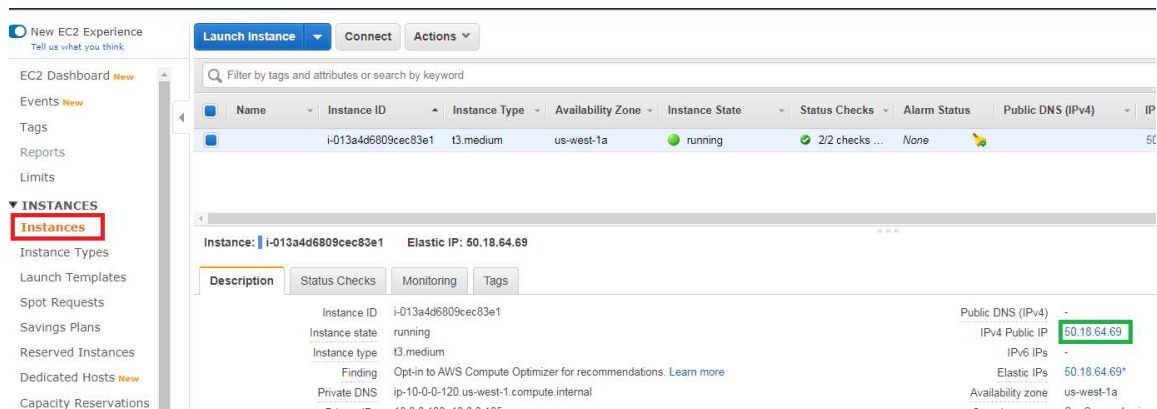 New EC2 Experience
Tell us what you think
Launch Instance Connect Actions
EC2 Dashboard New
Events New
Tags
Reports
Limits
INSTANCES
Instances
Instance Types
Launch Templates
Spot Requests
Savings Plans
Reserved Instances
Dedicated Hosts New
Capacity Reservations
Filter by tags and attributes or search by keyword
Name Instance ID Instance Type Availability Zone Instance State Status Checks Alarm Status Public DNS (IPv4) IP
i-013a4d6809cec83e1 t3.medium us-west-1a running 2/2 checks ... None 50
Instance: i-013a4d6809cec83e1 Elastic IP: 50.18.64.69
Description Status Checks Monitoring Tags
Instance ID i-013a4d6809cec83e1
Instance state running
Instance type t3.medium
Finding Opt-in to AWS Compute Optimizer for recommendations. Learn more
Private DNS ip-10-0-0-120.us-west-1.compute.internal
Public DNS (IPv4) -
IPv4 Public IP 50.18.64.69
IPv6 IPs -
Elastic IPs 50.18.64.69*
Availability zone us-west-1a